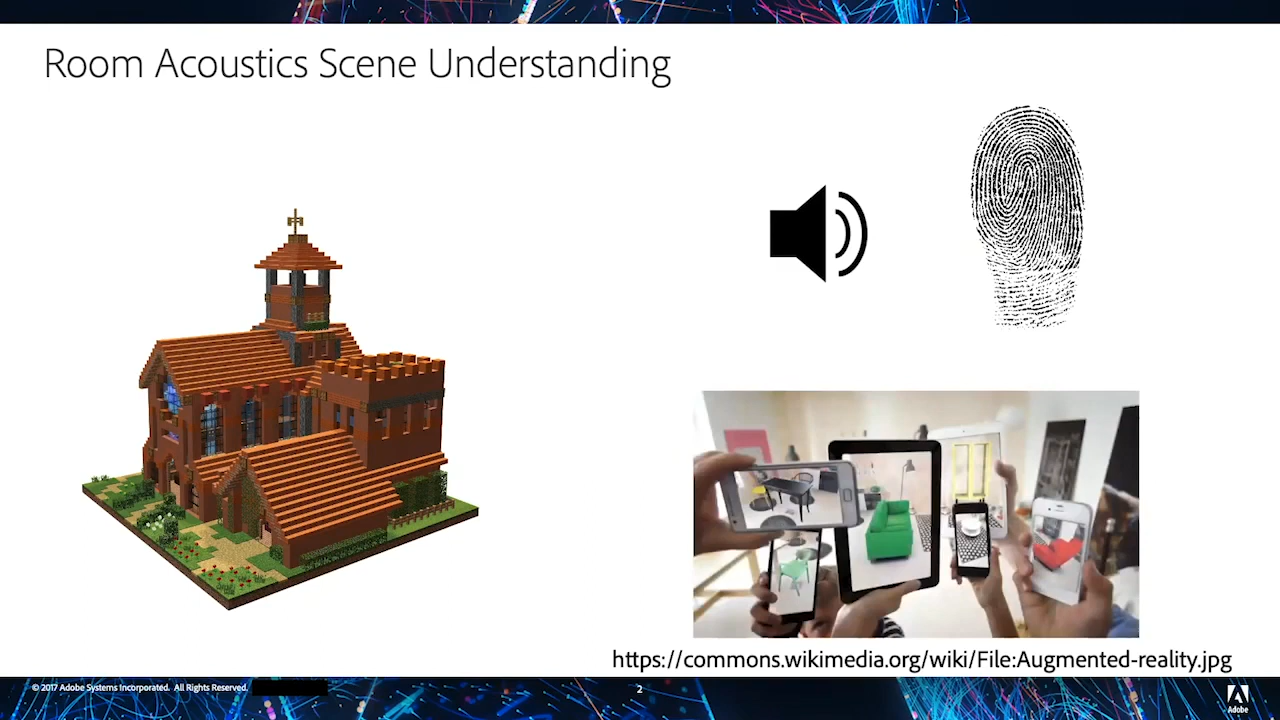 Room Acoustics Scene Understanding
https://commons.wikimedia.org/wiki/File:Augmented-reality.jpg
© 2017 Adobe Systems Incorporated. All Rights Reserved.
2
Adobe